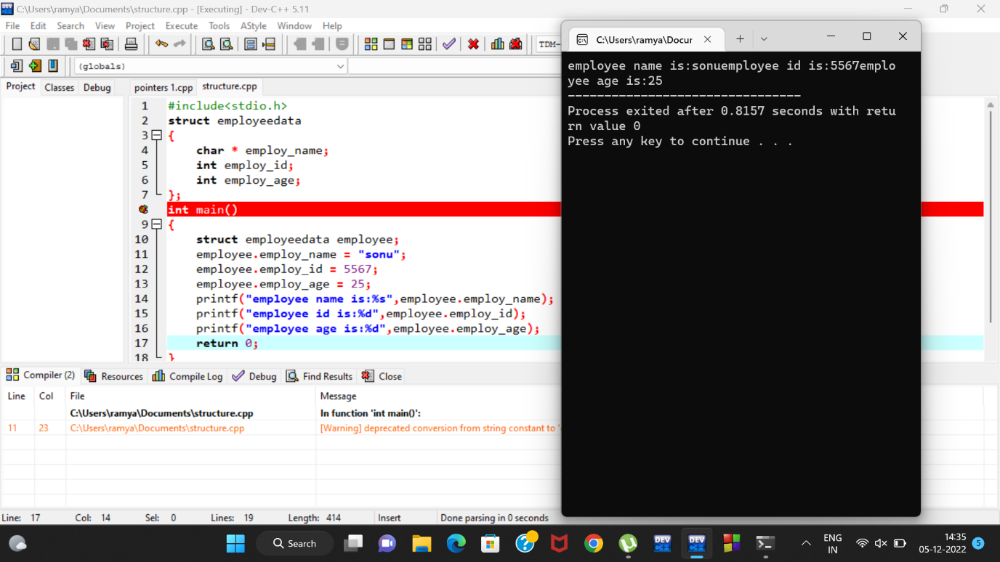 C:\Users\ramya\Documents\structure.cpp - [Executing] - Dev-C++ 5.11
File Edit Search View Project Execute Tools AStyle Window Help
TDM-
(globals)
Project Classes Debug
pointers 1.cpp structure.cpp
1 #include<stdio.h>
2 struct employeedata
3 {
4 char * employ_name;
5 int employ_id;
6 int employ_age;
7 };
int main()
9 {
10 struct employeedata employee;
11 employee.employ_name = "sonu";
12 employee.employ_id = 5567;
13 employee.employ_age = 25;
14 printf("employee name is:%s",employee.employ_name);
15 printf("employee id is:%d",employee.employ_id);
16 printf("employee age is:%d",employee.employ_age);
17 return 0;
18 }
C:\Users\ramya\Docur
employee name is:sonuemployee id is:5567emplo
yee age is:25
--------------------------------
Process exited after 0.8157 seconds with retu
rn value 0
Press any key to continue . . .
Compiler (2) Resources Compile Log Debug Find Results Close
Line Col File Message
C:\Users\ramya\Documents\structure.cpp In function 'int main()':
11 23 C:\Users\ramya\Documents\structure.cpp [Warning] deprecated conversion from string constant to '
Line: 17 Col: 14 Sel: 0 Lines: 19 Length: 414 Insert Done parsing in 0 seconds
Search
DEV
DEV
ENG
IN
14:35
05-12-2022
5